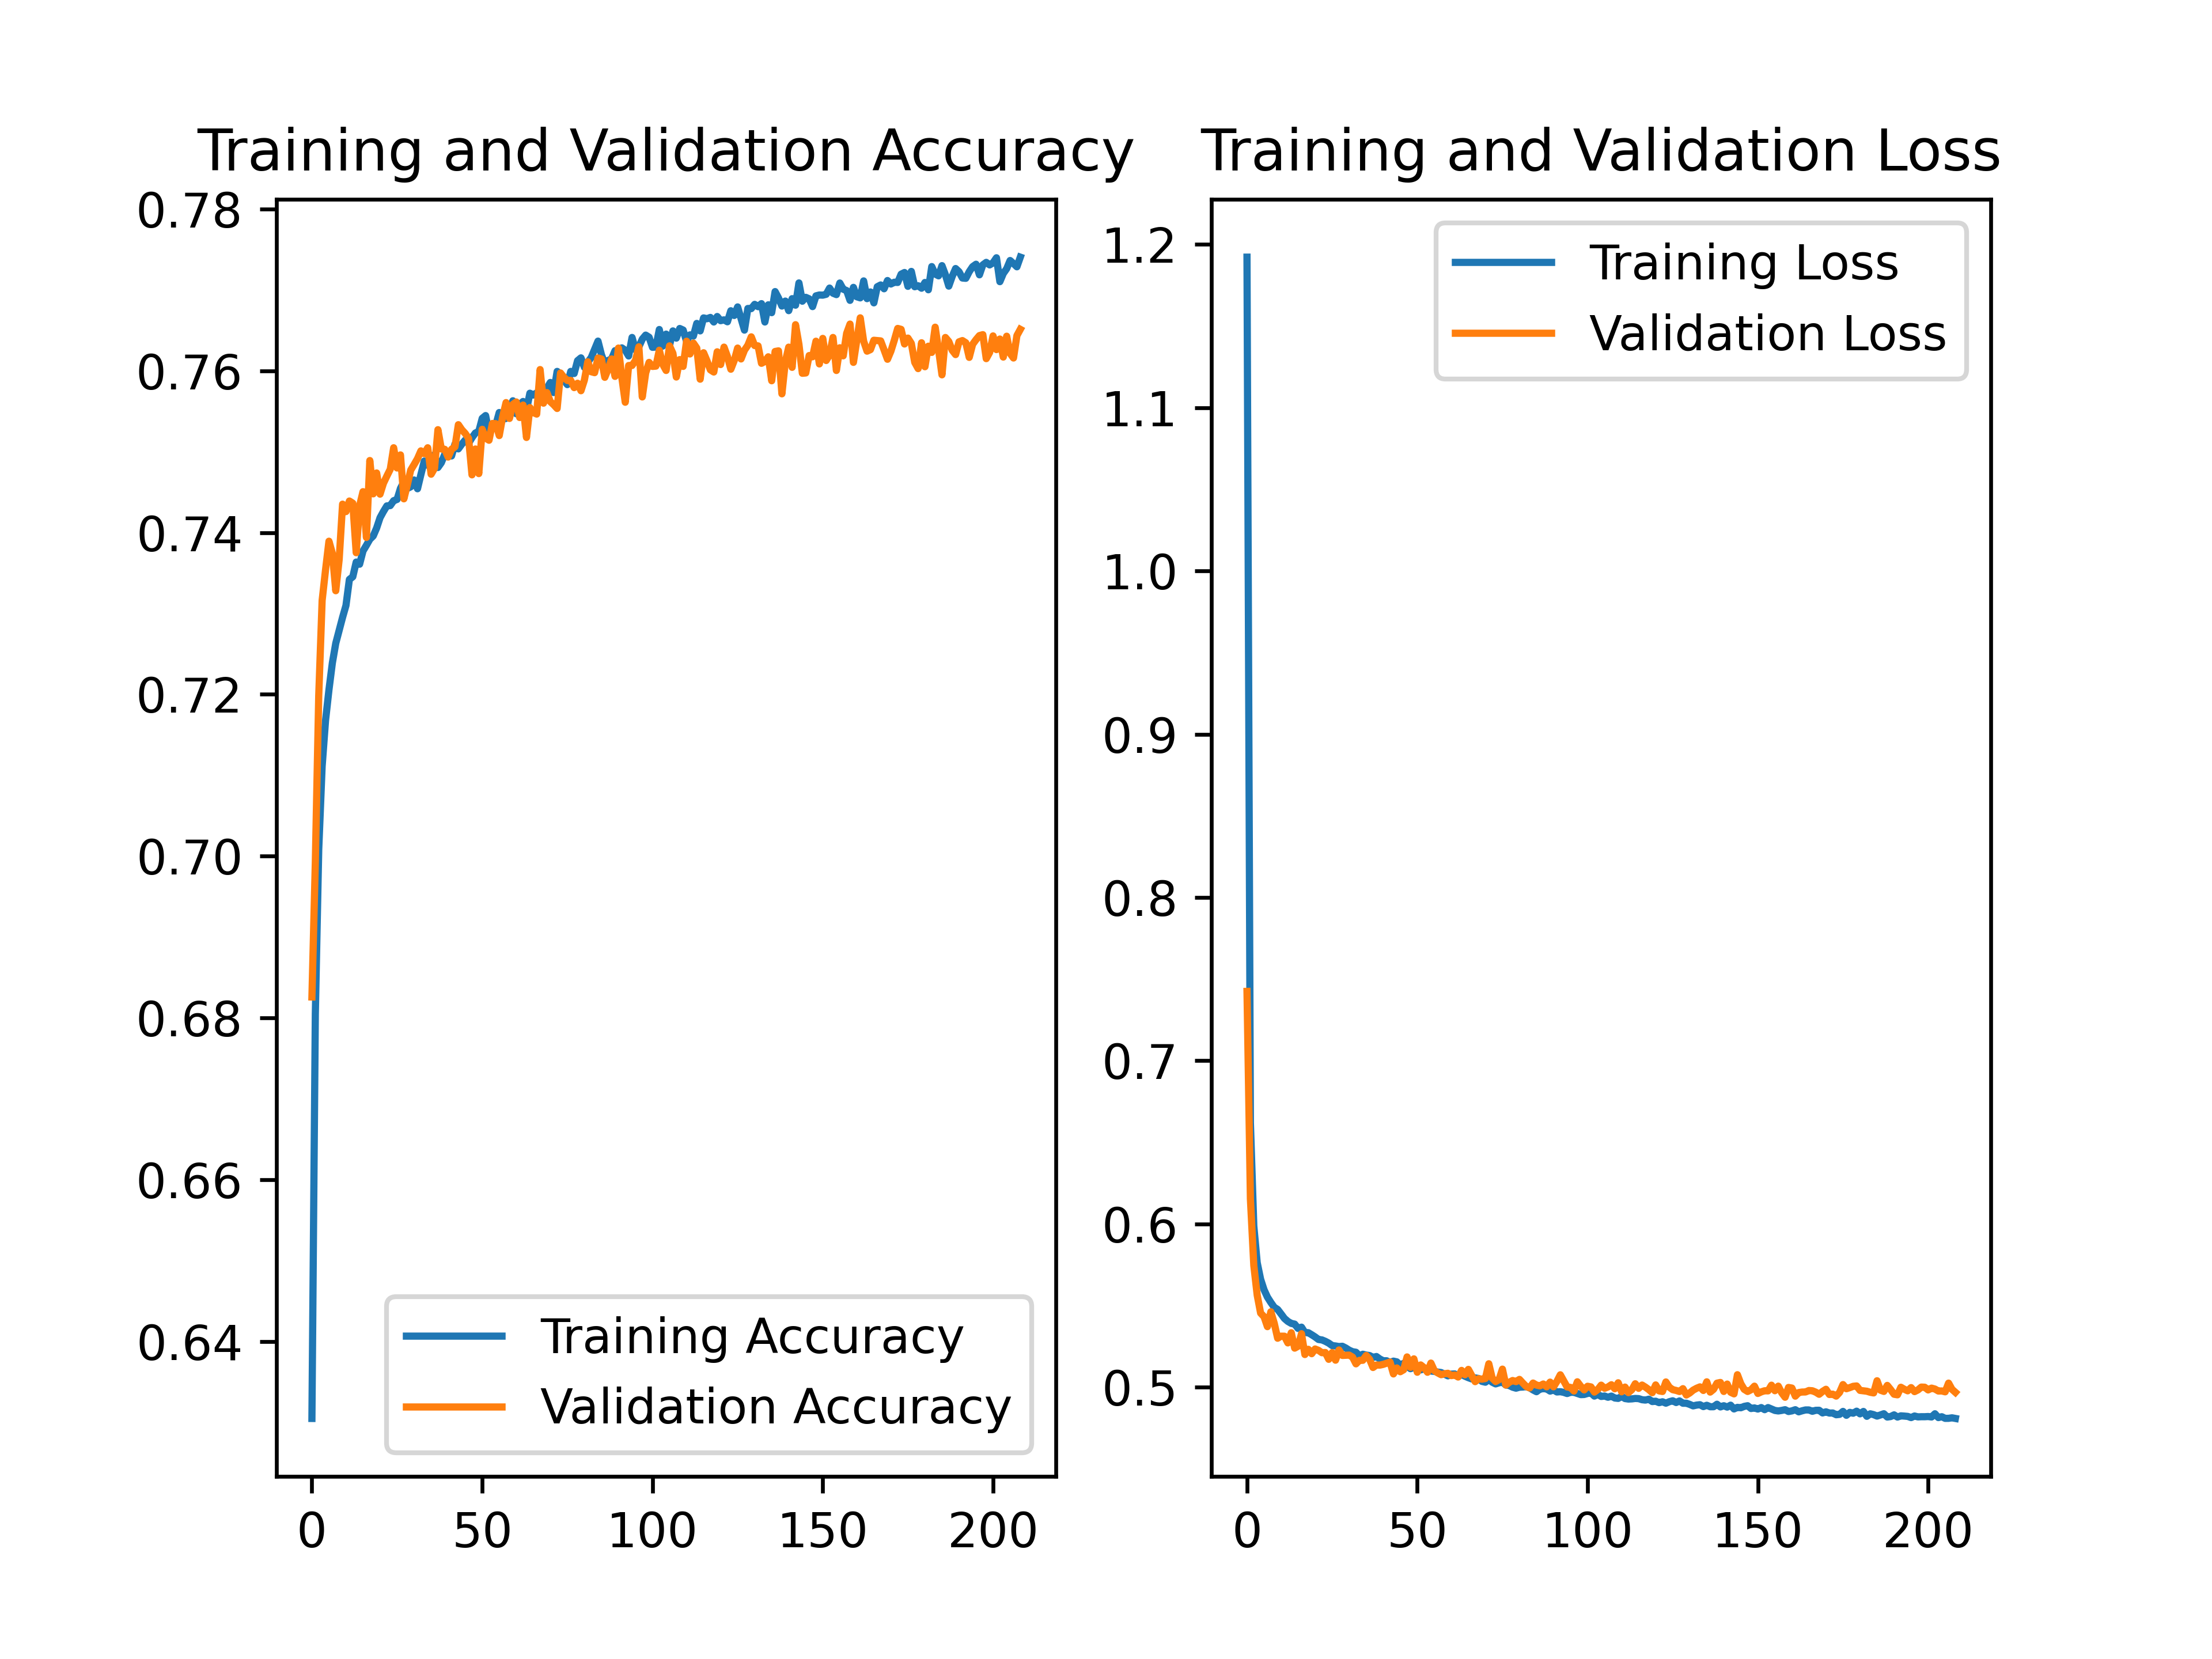 Training and Validation Accuracy
0.78
0.76
0.74
0.72
0.70
0.68
0.66
0.64
Training Accuracy
Validation Accuracy
0 50 100 150 200
Training and Validation Loss
1.2
1.1
1.0
0.9
0.8
0.7
0.6
0.5
Training Loss
Validation Loss
0 50 100 150 200